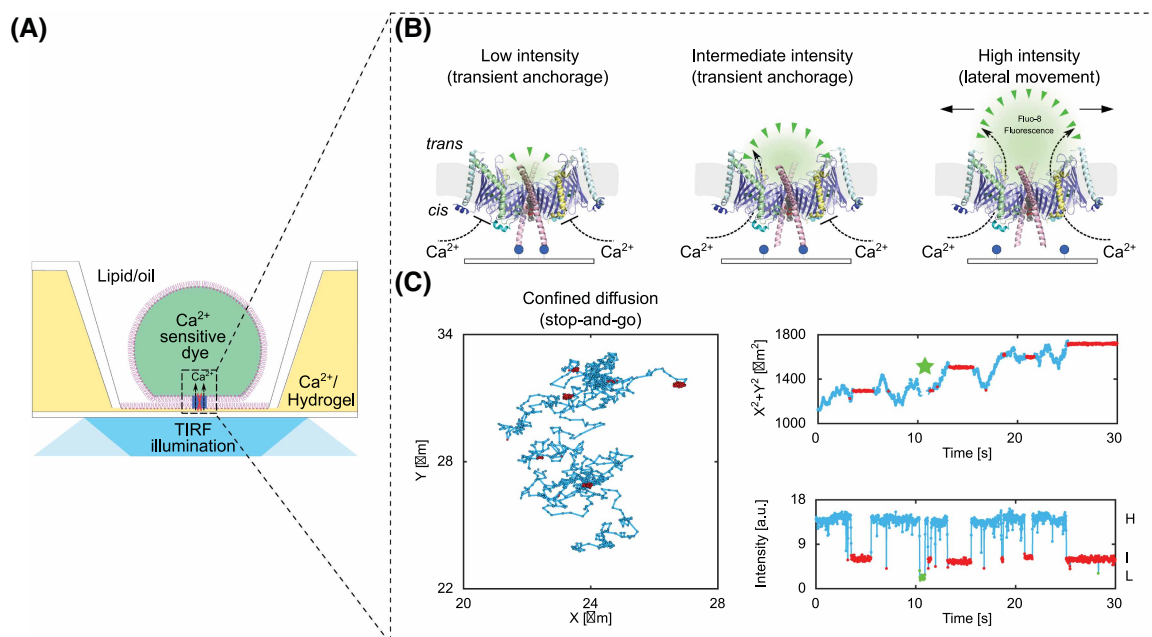 (A)
Lipid/oil
Ca2+
sensitive
dye
Ca2+
Ca2+/
Hydrogel
TIRF
illumination
(B)
Low intensity
(transient anchorage)
Intermediate intensity
(transient anchorage)
High intensity
(lateral movement)
Fluo-8
Fluorescence
trans
cis
Ca2+
Ca2+
Ca2+
Ca2+
Ca2+
Ca2+
(C)
Confined diffusion
(stop-and-go)
34
28
22
Y [□m]
20
24
28
X [□m]
1800
1400
1000
X2+Y2 [□m2]
0
10
20
30
Time [s]
18
9
0
Intensity [a.u.]
H
I
L
0
10
20
30
Time [s]